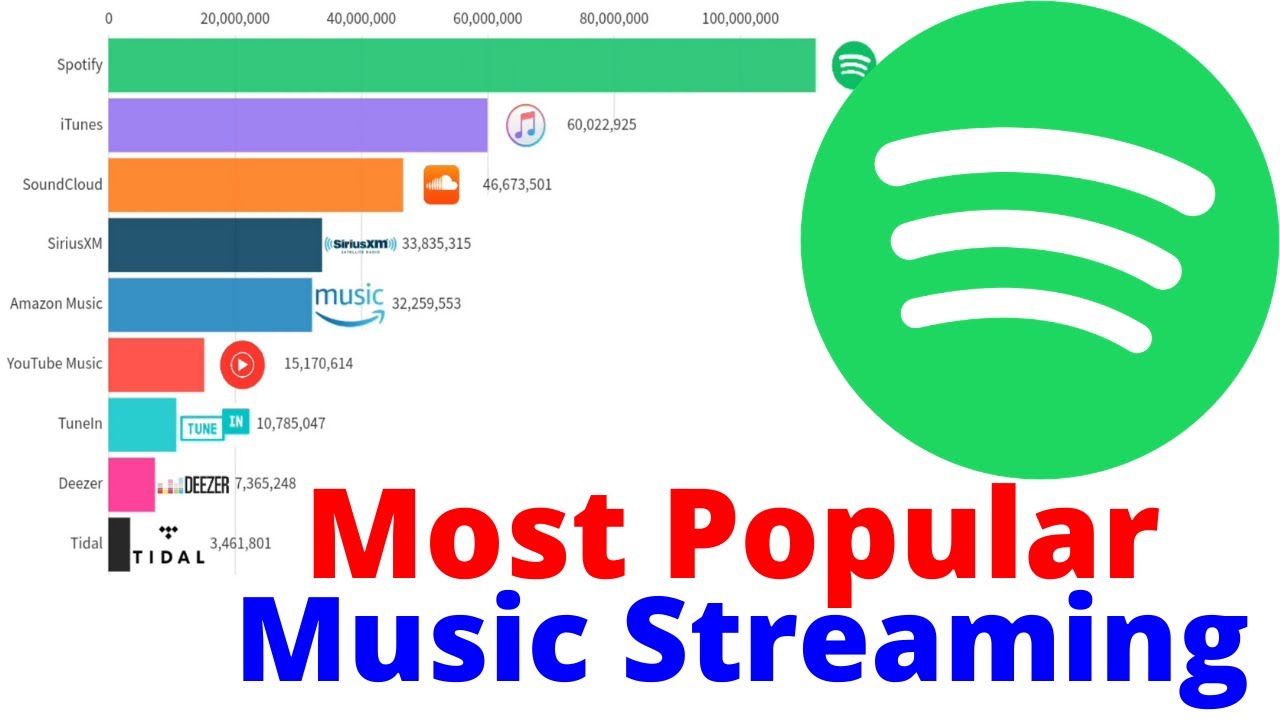 0 20,000,000 40,000,000 60,000,000 80,000,000 100,000,000
Spotify
iTunes 60,022,925
SoundCloud 46,673,501
SiriusXM SiriusXM 33,835,315
SATELLITE RADIO
Amazon Music music 32,259,553
YouTube Music 15,170,614
TuneIn TUNE IN 10,785,047
Deezer DEEZER 7,365,248
Tidal TIDAL 3,461,801
Most Popular
Music Streaming